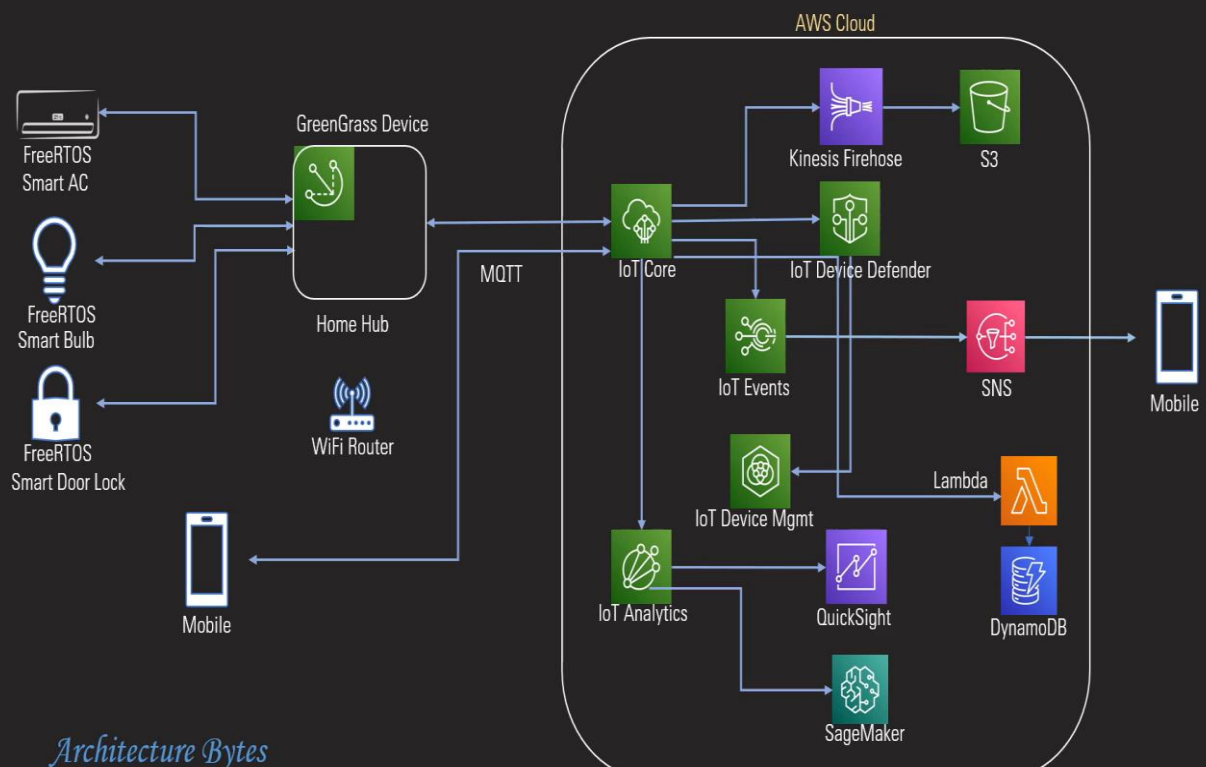 AWS Cloud
FreeRTOS
Smart AC
GreenGrass Device
Kinesis Firehose
S3
FreeRTOS
Smart Bulb
Home Hub
MQTT
IoT Core
IoT Device Defender
IoT Events
SNS
Mobile
FreeRTOS
Smart Door Lock
WiFi Router
Lambda
IoT Device Mgmt
Mobile
IoT Analytics
QuickSight
DynamoDB
SageMaker
Architecture Bytes